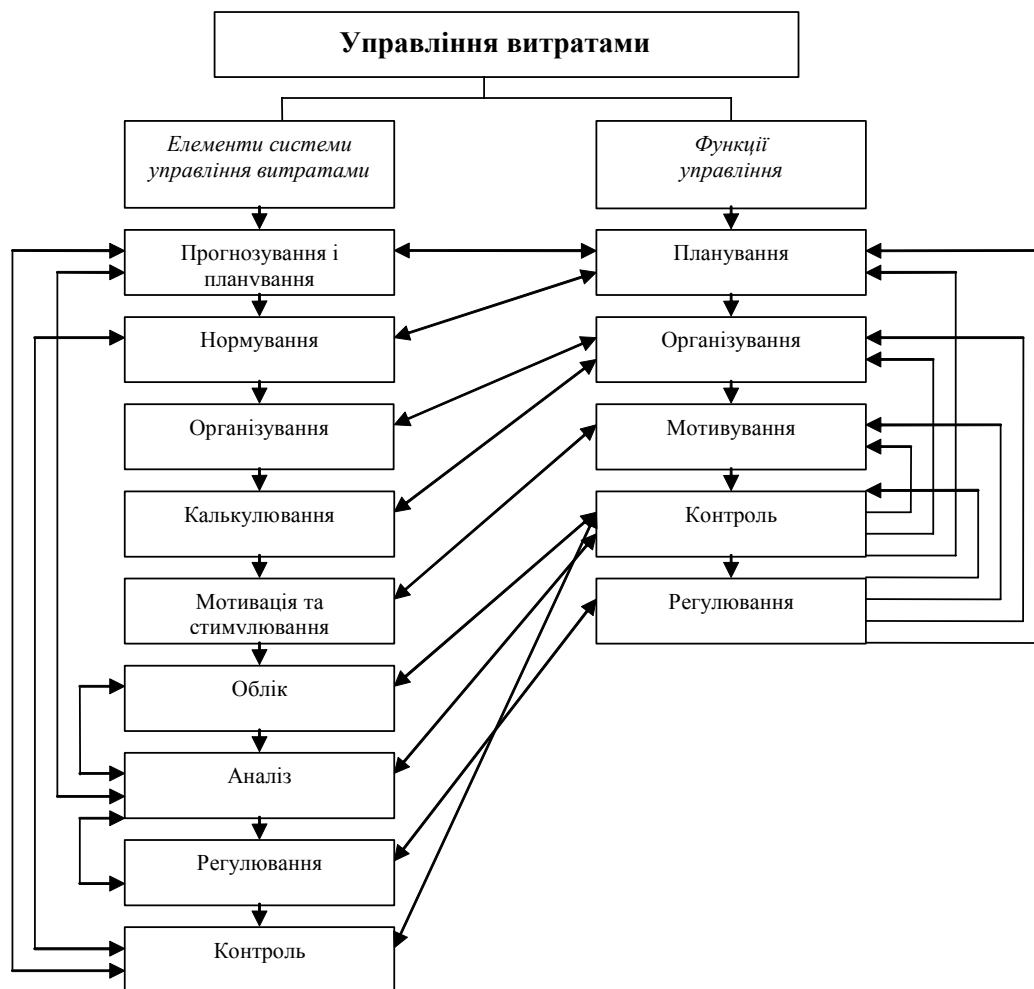 Управління витратами
Елементи системи
управління витратами
Функції
управління
Прогнозування і
планування
Нормування
Організування
Калькулювання
Мотивація та
стимулювання
Облік
Аналіз
Регулювання
Контроль
Планування
Організування
Мотивування
Контроль
Регулювання